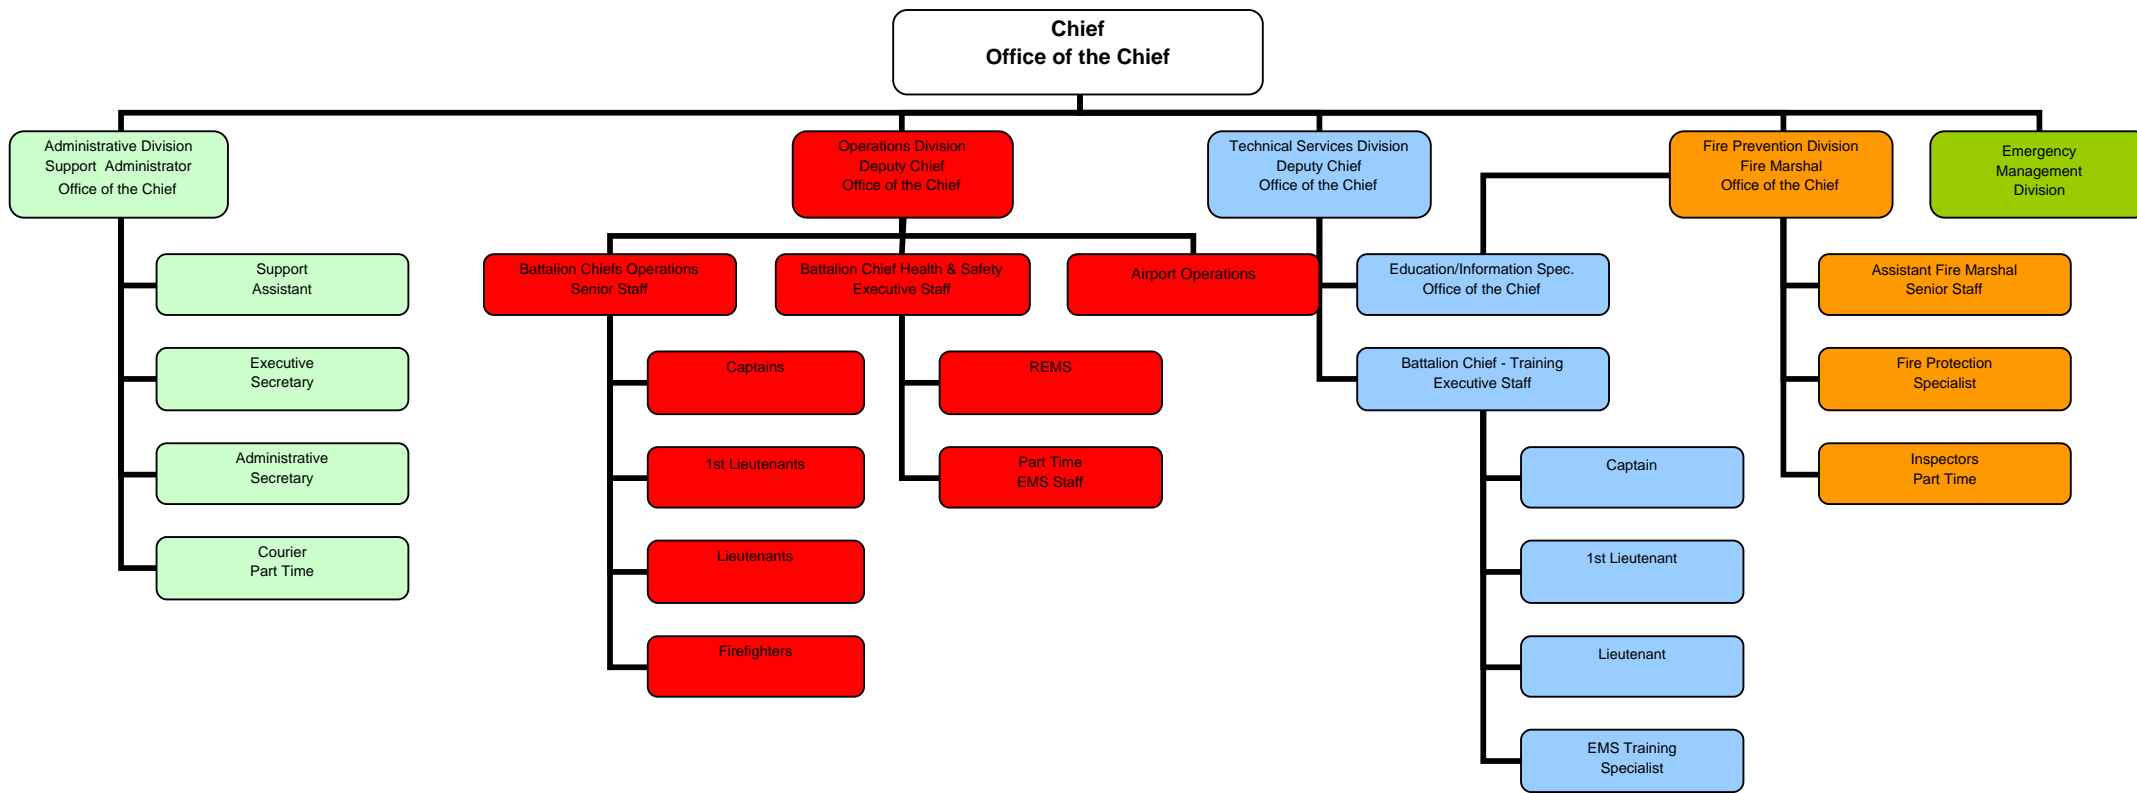 Chief
Office of the Chief
Administrative Division
Support Administrator
Office of the Chief
Operations Division
Deputy Chief
Office of the Chief
Technical Services Division
Deputy Chief
Office of the Chief
Fire Prevention Division
Fire Marshal
Office of the Chief
Emergency
Management
Division
Support
Assistant
Executive
Secretary
Administrative
Secretary
Courier
Part Time
Battalion Chiefs Operations
Senior Staff
Captains
1st Lieutenants
Lieutenants
Firefighters
Battalion Chief Health & Safety
Executive Staff
REMS
Part Time
EMS Staff
Airport Operations
Education/Information Spec.
Office of the Chief
Battalion Chief - Training
Executive Staff
Captain
1st Lieutenant
Lieutenant
EMS Training
Specialist
Assistant Fire Marshal
Senior Staff
Fire Protection
Specialist
Inspectors
Part Time